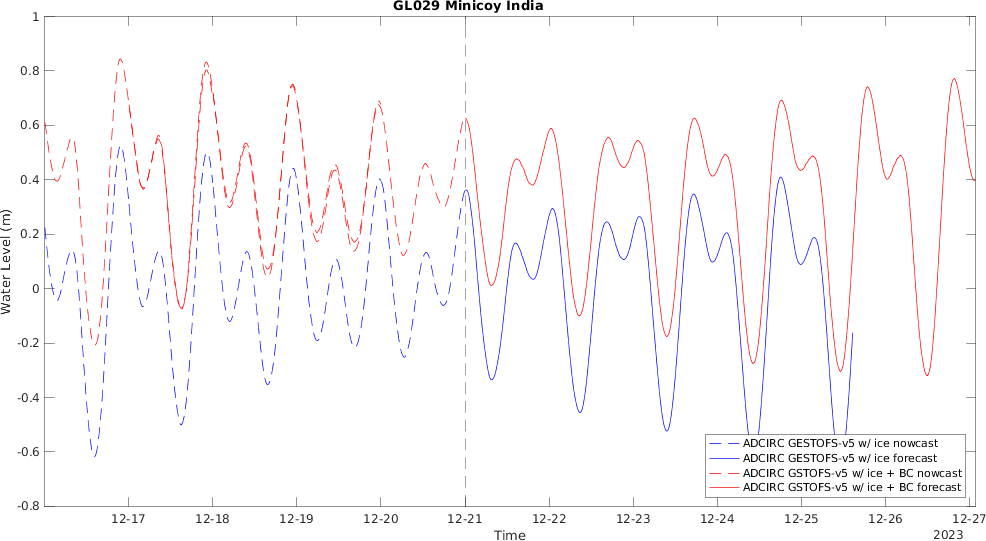 GL029 Minicoy India
1
0.8
0.6
0.4
0.2
0
-0.2
-0.4
-0.6
-0.8
Water Level (m)
ADCIRC GESTOFS-v5 w/ ice nowcast
ADCIRC GESTOFS-v5 w/ ice forecast
ADCIRC GSTOFS-v5 w/ ice + BC nowcast
ADCIRC GSTOFS-v5 w/ ice + BC forecast
12-17 12-18 12-19 12-20 12-21 12-22 12-23 12-24 12-25 12-26 12-27
Time
2023